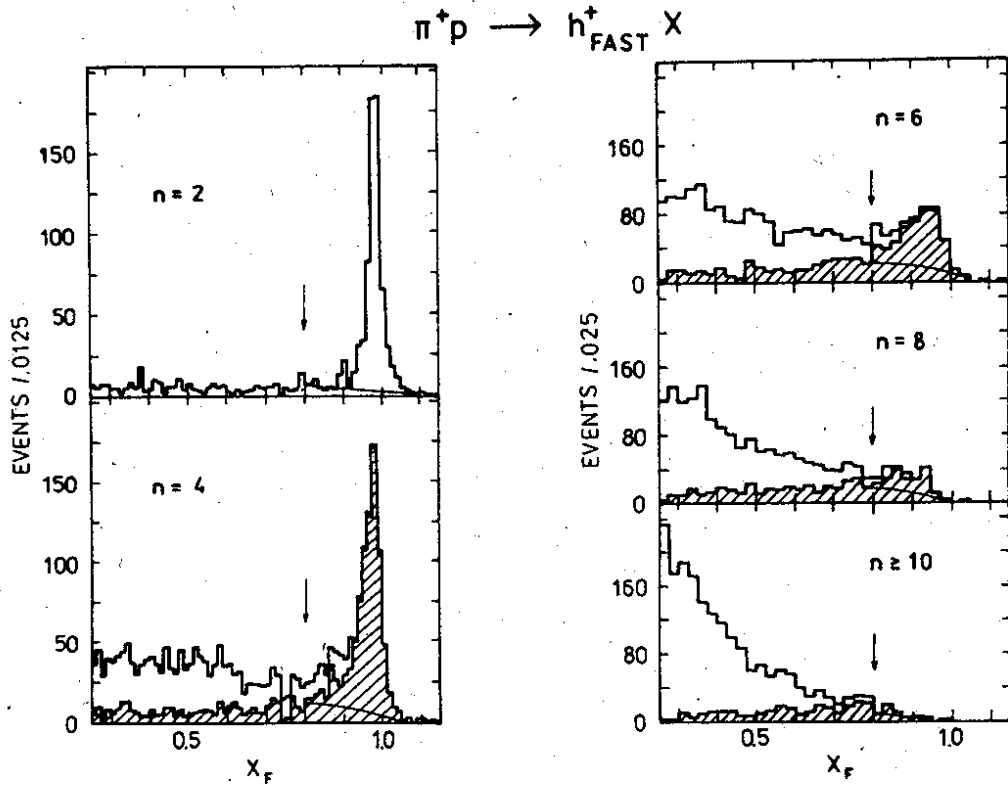 π⁺p → h⁺FAST X
EVENTS /.0125
150
100
50
0
n = 2
150
100
50
0
n = 4
0.5
1.0
XF
EVENTS /.025
160
80
0
n = 6
160
80
0
n = 8
160
80
0
n ≥ 10
0.5
1.0
XF